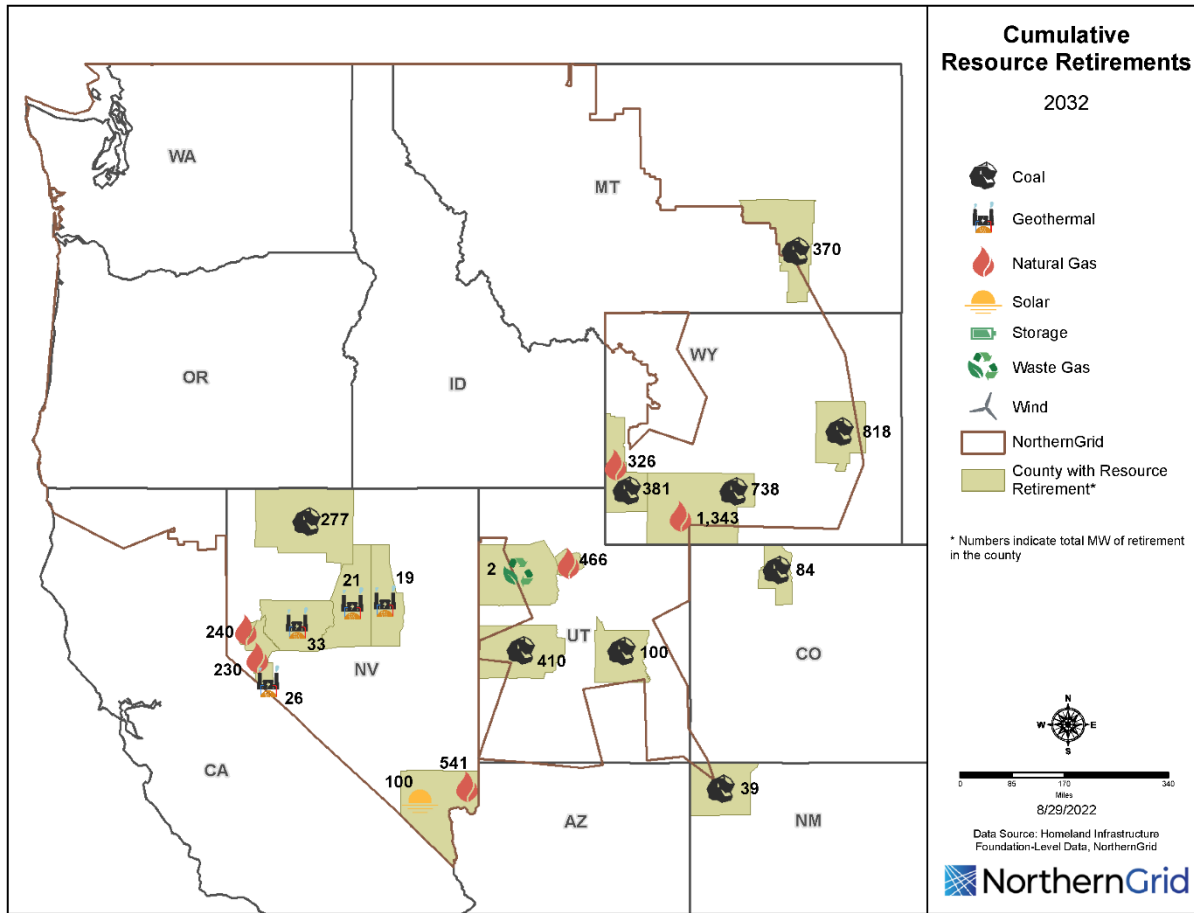 Cumulative
Resource Retirements
2032
Coal
Geothermal
Natural Gas
Solar
Storage
Waste Gas
Wind
NorthernGrid
County with Resource
Retirement*
* Numbers indicate total MW of retirement
in the county
N
W E
S
0 85 170 340
Miles
8/29/2022
Data Source: Homeland Infrastructure
Foundation-Level Data, NorthernGrid
NorthernGrid
WA
MT
370
OR
ID
WY
818
326
381
738
1,343
277
2
466
84
21
19
240
33
230
26
NV
UT
410
100
CO
CA
541
100
39
AZ
NM